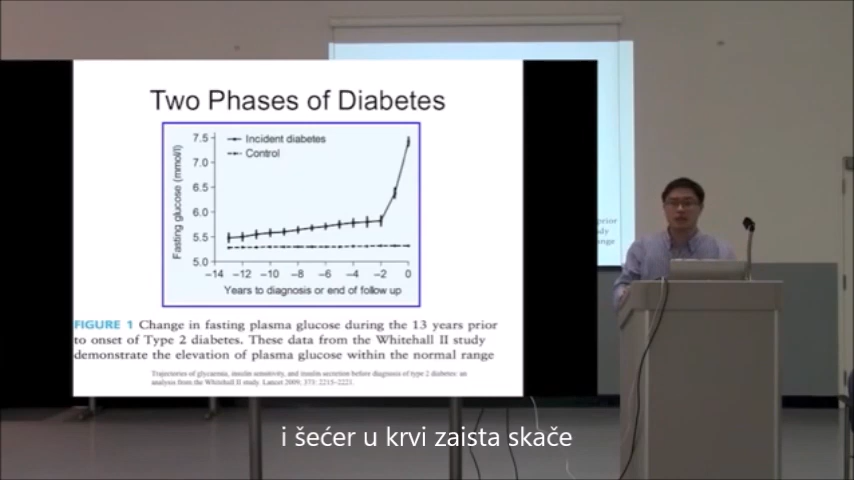 Two Phases of Diabetes
7.5
7.0
6.5
6.0
5.5
5.0
Fasting glucose (mmol/l)
Incident diabetes
Control
−14 −12 −10 −8 −6 −4 −2 0
Years to diagnosis or end of follow up
FIGURE 1 Change in fasting plasma glucose during the 13 years prior
to onset of Type 2 diabetes. These data from the Whitehall II study
demonstrate the elevation of plasma glucose within the normal range
Trajectories of glycaemia, insulin sensitivity, and insulin secretion before diagnosis of type 2 diabetes: an
analysis from the Whitehall II study. Lancet 2009; 373: 2215–2221.
prior
dy
nge
i šećer u krvi zaista skače